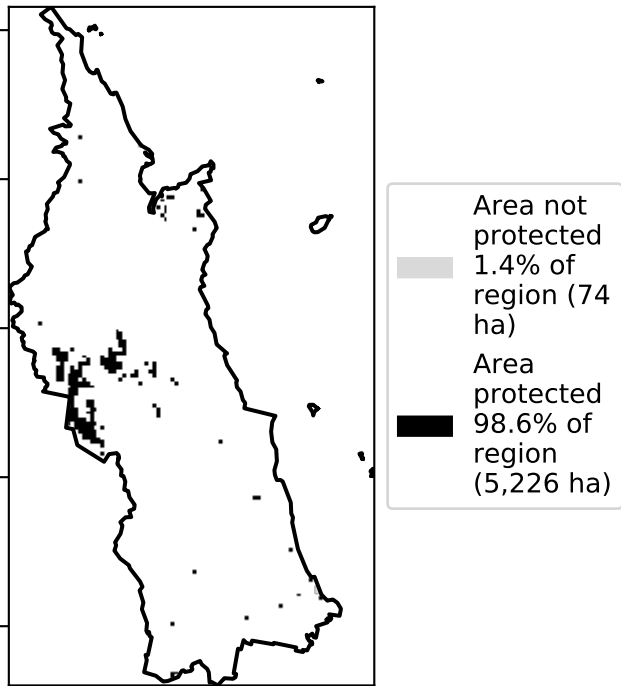 Area not
protected
1.4% of
region (74
ha)
Area
protected
98.6% of
region
(5,226 ha)